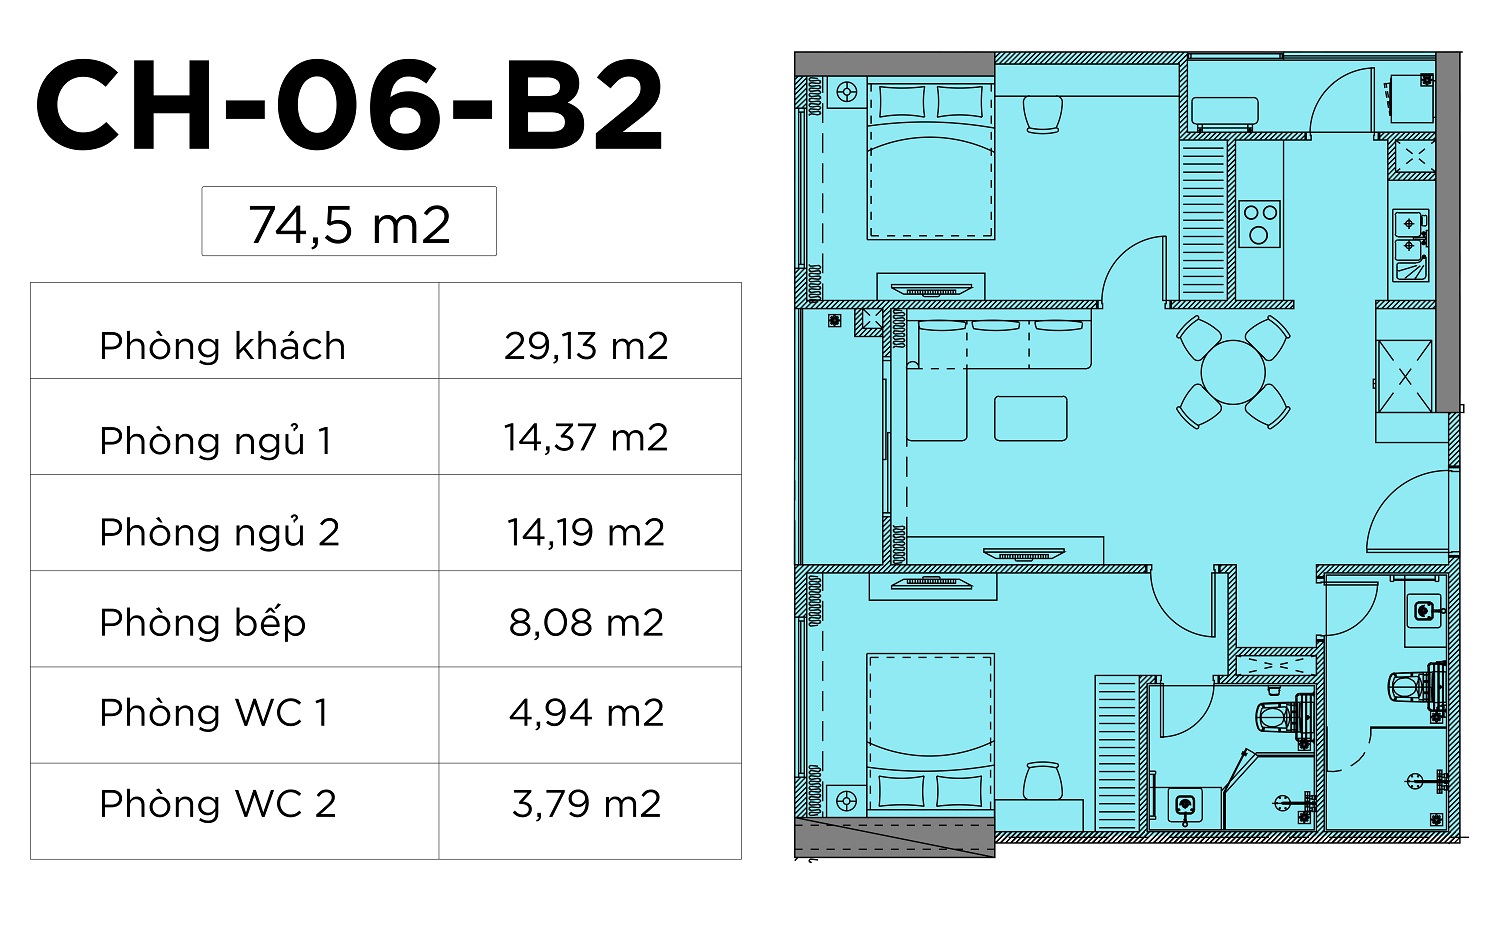 CH-06-B2
74,5 m2
Phòng khách 29,13 m2
Phòng ngủ 1 14,37 m2
Phòng ngủ 2 14,19 m2
Phòng bếp 8,08 m2
Phòng WC 1 4,94 m2
Phòng WC 2 3,79 m2